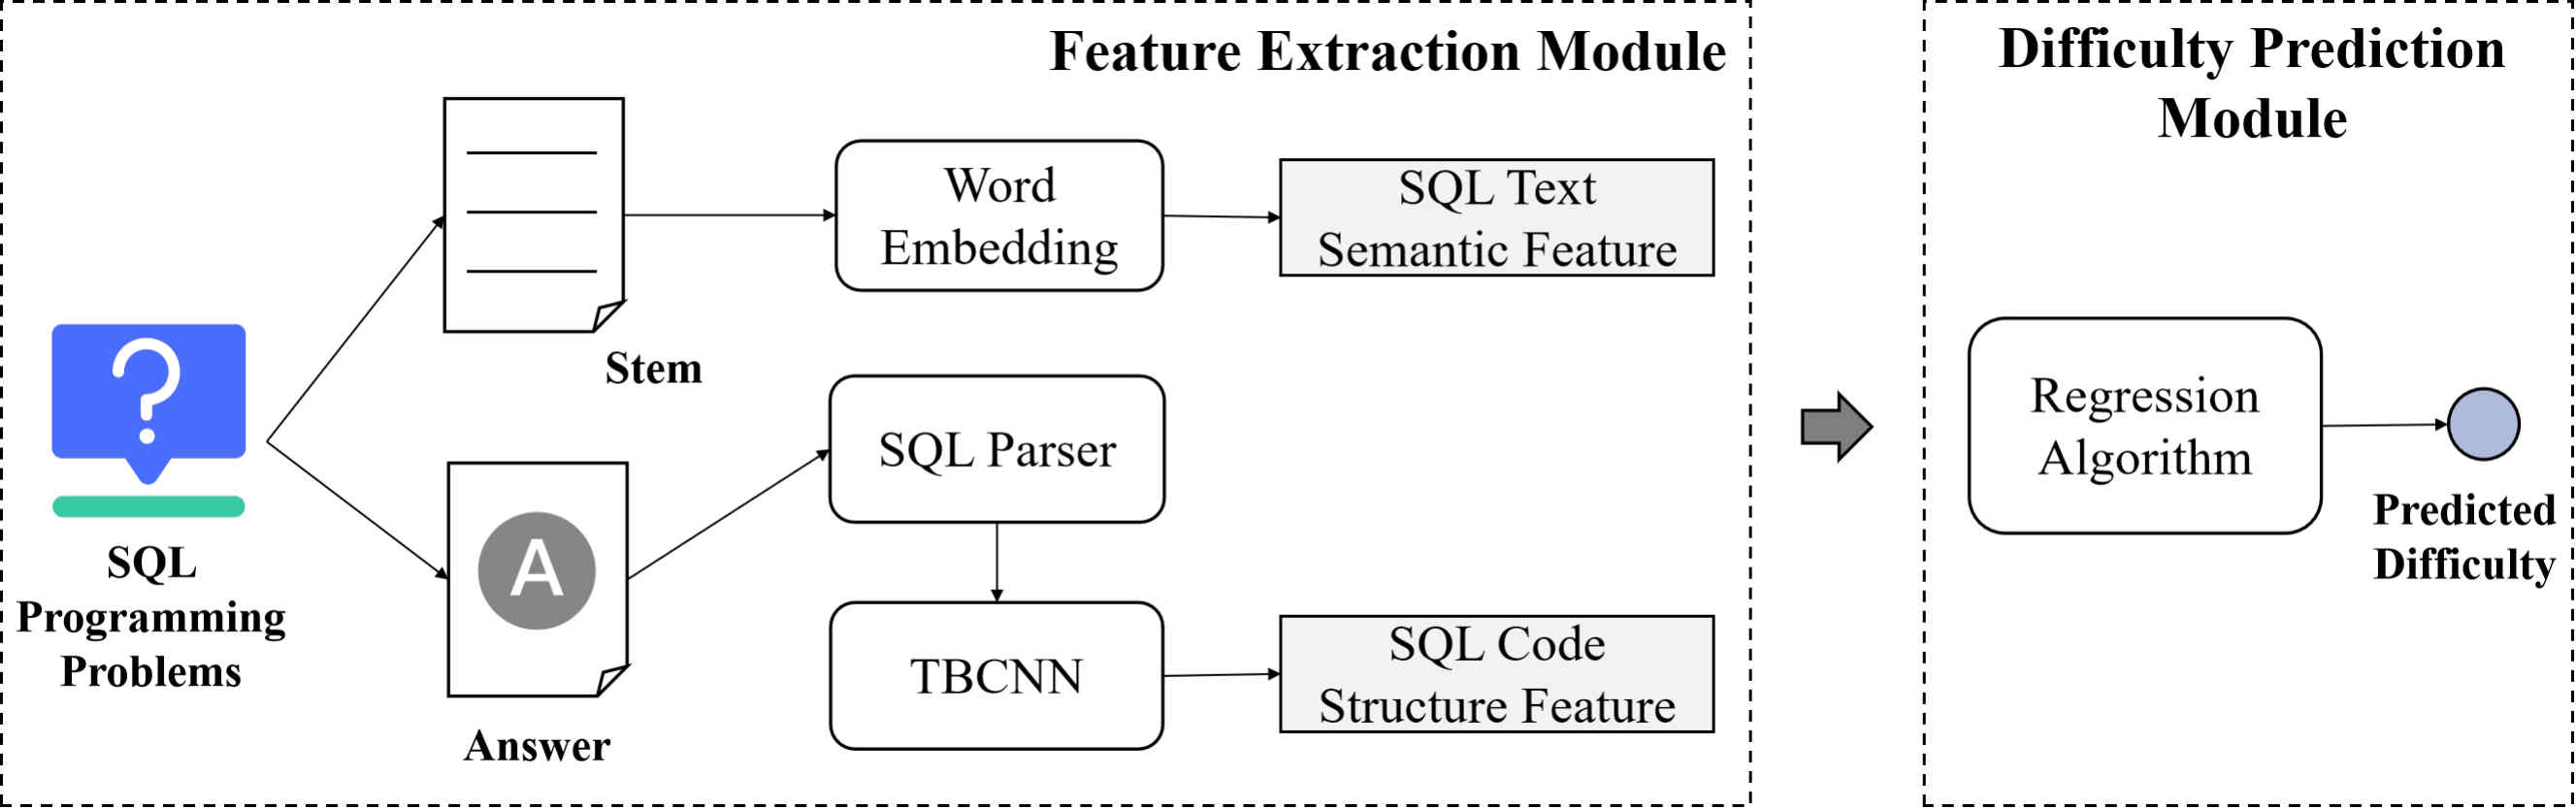 Feature Extraction Module
Difficulty Prediction
Module
Word
Embedding
SQL Text
Semantic Feature
Stem
SQL
Programming
Problems
A
Answer
SQL Parser
TBCNN
SQL Code
Structure Feature
Regression
Algorithm
Predicted
Difficulty